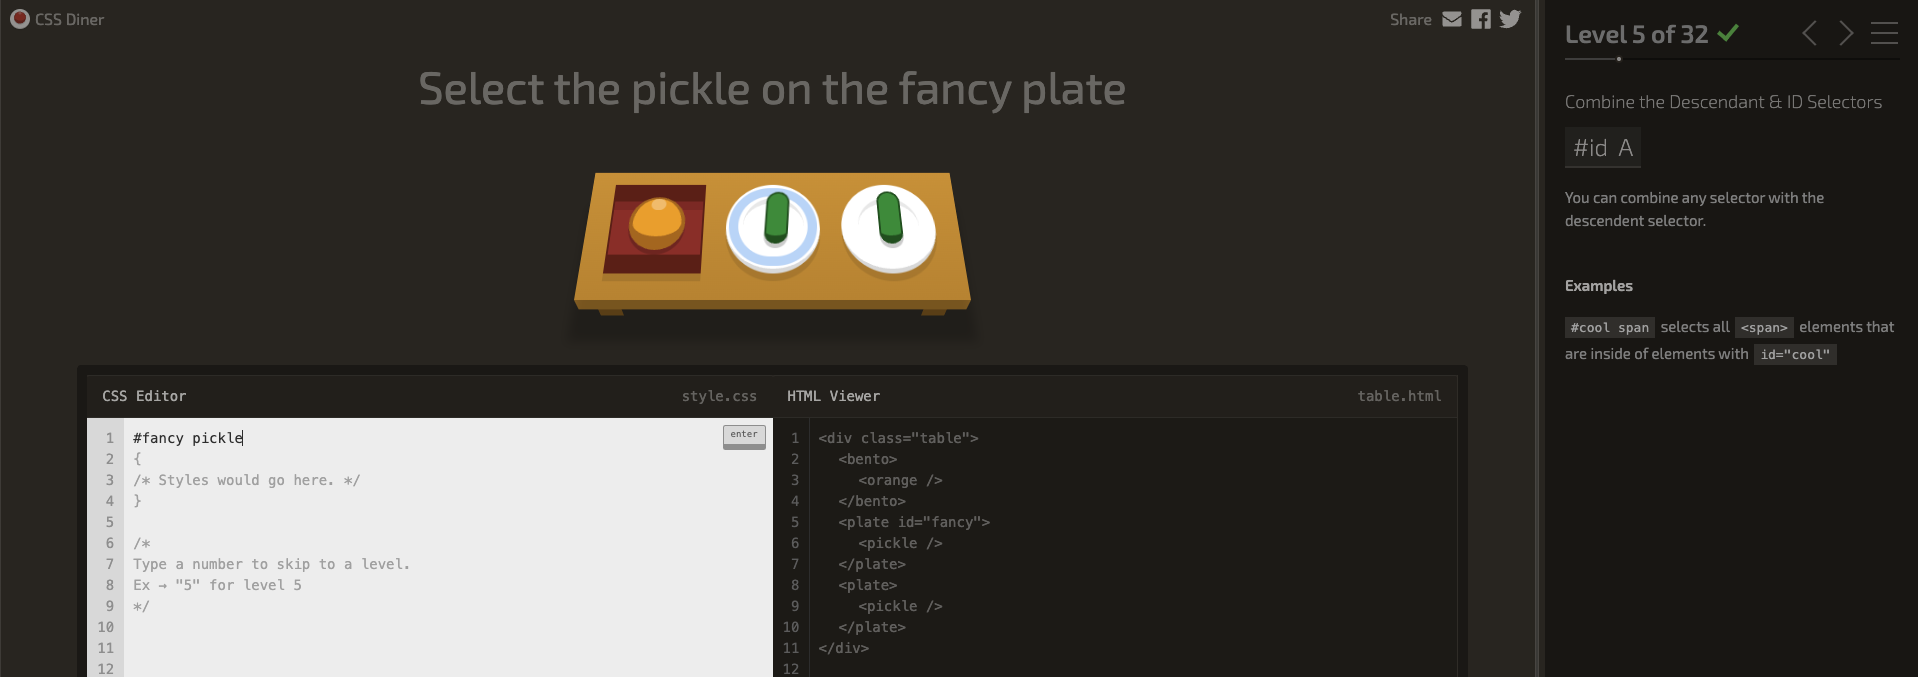 CSS Diner
Share
Select the pickle on the fancy plate
CSS Editor style.css
1 #fancy pickle
enter
2 {
3 /* Styles would go here. */
4 }
5
6 /*
7 Type a number to skip to a level.
8 Ex → "5" for level 5
9 */
10
11
12
HTML Viewer table.html
1 <div class="table">
2 <bento>
3 <orange />
4 </bento>
5 <plate id="fancy">
6 <pickle />
7 </plate>
8 <plate>
9 <pickle />
10 </plate>
11 </div>
12
Level 5 of 32
Combine the Descendant & ID Selectors
#id A
You can combine any selector with the
descendent selector.
Examples
#cool span selects all <span> elements that
are inside of elements with id="cool"